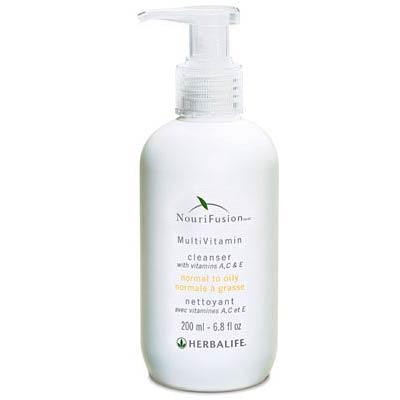 NouriFusion
MultiVitamin
cleanser
with vitamins A,C & E
normal to oily
normale à grasse
nettoyant
avec vitamines A,C et E
200 ml - 6.8 fl oz
HERBALIFE.